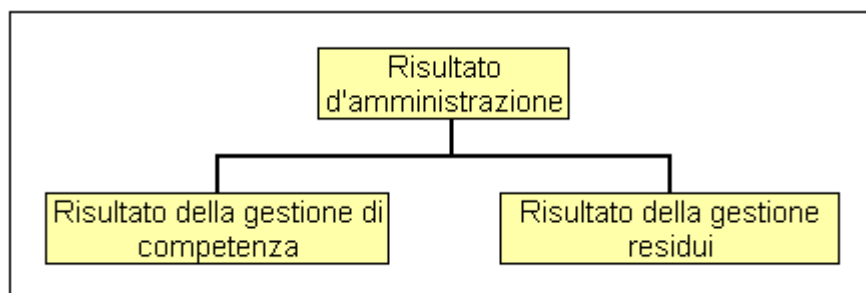 Risultato
d'amministrazione
Risultato della gestione di
competenza
Risultato della gestione
residui